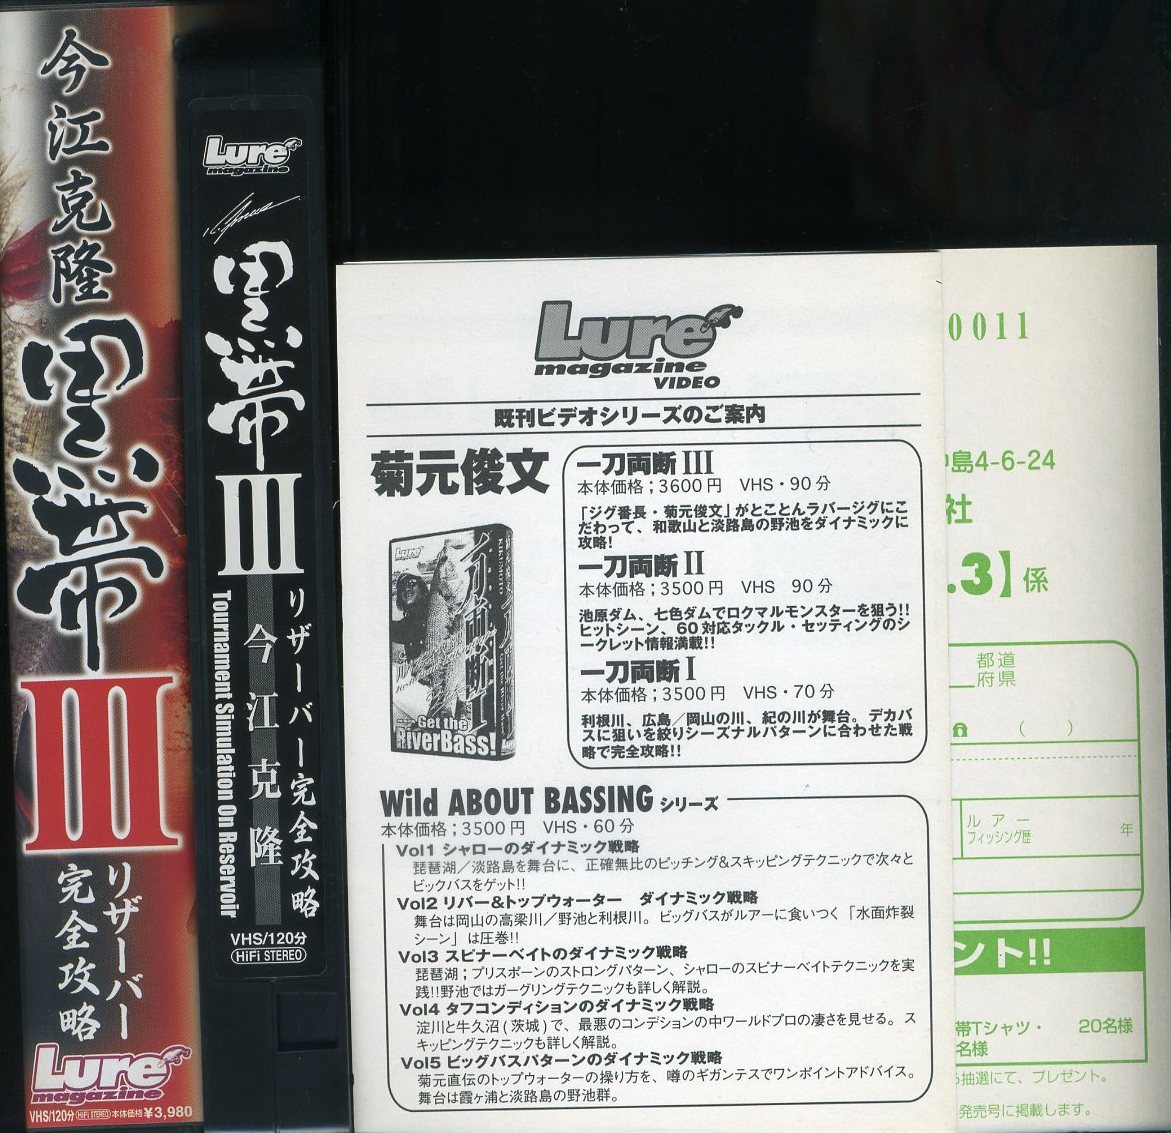 今江克隆
黒帯
III
リザーバー
完全攻略
Lure
magazine
VHS/120分 HiFi STEREO 本体価格¥3,980
Lure
magazine
黒帯
III
リザーバー完全攻略
今江克隆
Tournament Simulation On Reservoir
VHS/120分
HiFi STEREO
Lure
magazine
VIDEO
既刊ビデオシリーズのご案内
菊元俊文
一刀両断III
本体価格；3600円 VHS・90分
「ジグ番長・菊元俊文」がとことんラバージグにこ
だわって、和歌山と淡路島の野池をダイナミックに
攻略!
一刀両断II
本体価格；3500円 VHS 90分
池原ダム、七色ダムでロクマルモンスターを狙う!!
ヒットシーン、60対応タックル・セッティングのシ
ークレット情報満載!!
一刀両断I
本体価格；3500円 VHS・70分
利根川、広島／岡山の川、紀の川が舞台。デカバ
スに狙いを絞りシーズナルパターンに合わせた戦
略で完全攻略!!
Lure
KIKUMOTO
一刀両断I
Get the
RiverBass!
Wild ABOUT BASSING シリーズ
本体価格；3500円 VHS・60分
Vol1 シャローのダイナミック戦略
琵琶湖／淡路島を舞台に、正確無比のピッチング&スキッピングテクニックで次々と
ビックバスをゲット!!
Vol2 リバー&トップウォーター ダイナミック戦略
舞台は岡山の高梁川／野池と利根川。ビッグバスがルアーに食いつく「水面炸裂
シーン」は圧巻!!
Vol3 スピナーベイトのダイナミック戦略
琵琶湖；プリスポーンのストロングパターン、シャローのスピナーベイトテクニックを実
践!!野池ではガーグリングテクニックも詳しく解説。
Vol4 タフコンディションのダイナミック戦略
淀川と牛久沼(茨城)で、最悪のコンデションの中ワールドプロの凄さを見せる。ス
キッピングテクニックも詳しく解説。
Vol5 ビッグバスパターンのダイナミック戦略
菊元直伝のトップウォーターの操り方を、噂のギガンテスでワンポイントアドバイス。
舞台は霞ヶ浦と淡路島の野池群。
0011
島4-6-24
社
.3】係
都道
府県
( )
ルアー
フィッシング歴 年
ント!!
帯Tシャツ・ 20名様
名様
抽選にて、プレゼント。
発売号に掲載します。